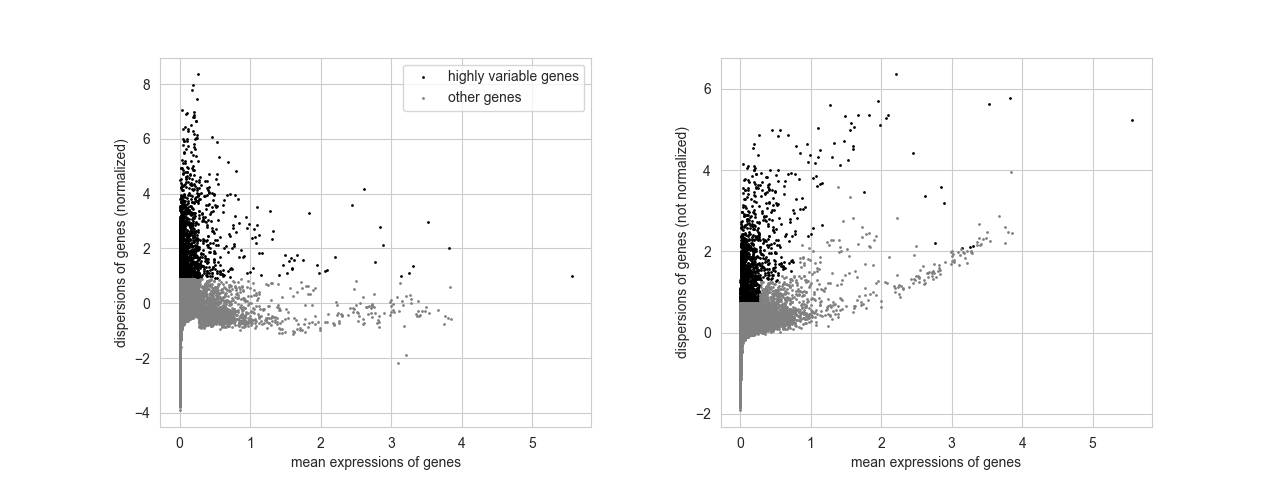 highly variable genes
other genes
dispersions of genes (normalized)
8
6
4
2
0
−2
−4
0 1 2 3 4 5
mean expressions of genes
dispersions of genes (not normalized)
6
4
2
0
−2
0 1 2 3 4 5
mean expressions of genes